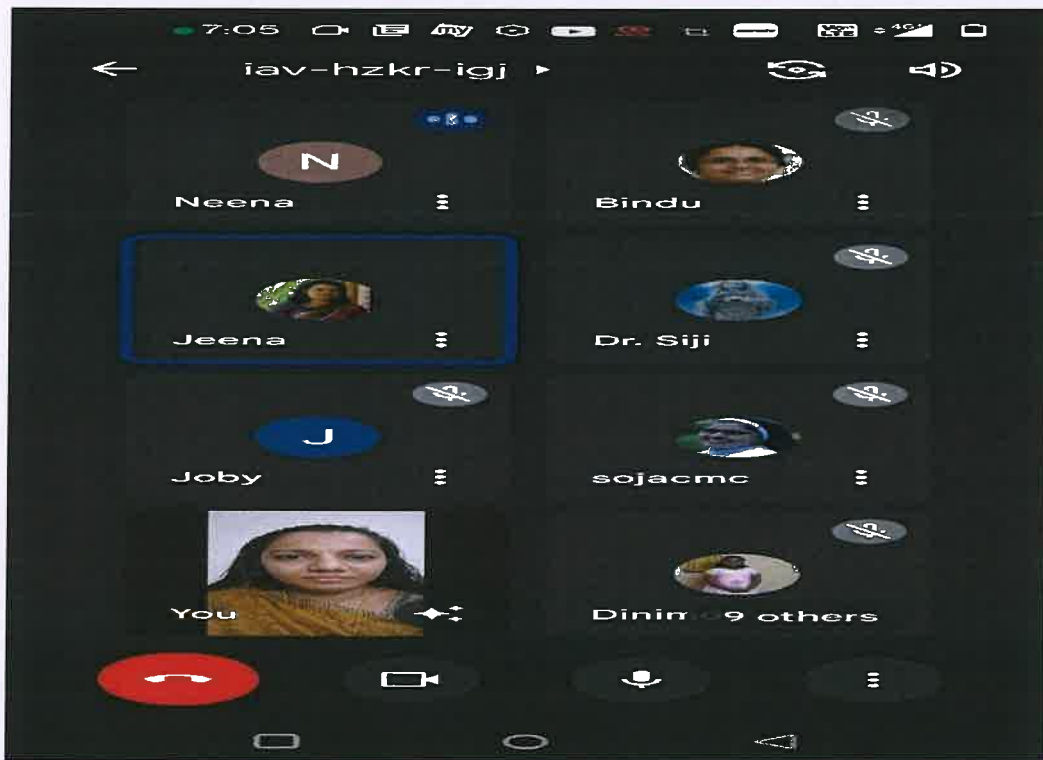 7:05
iav-hzkr-igj
N
Neena
Bindu
Jeena
Dr. Siji
J
Joby
sojacmc
You
9 others